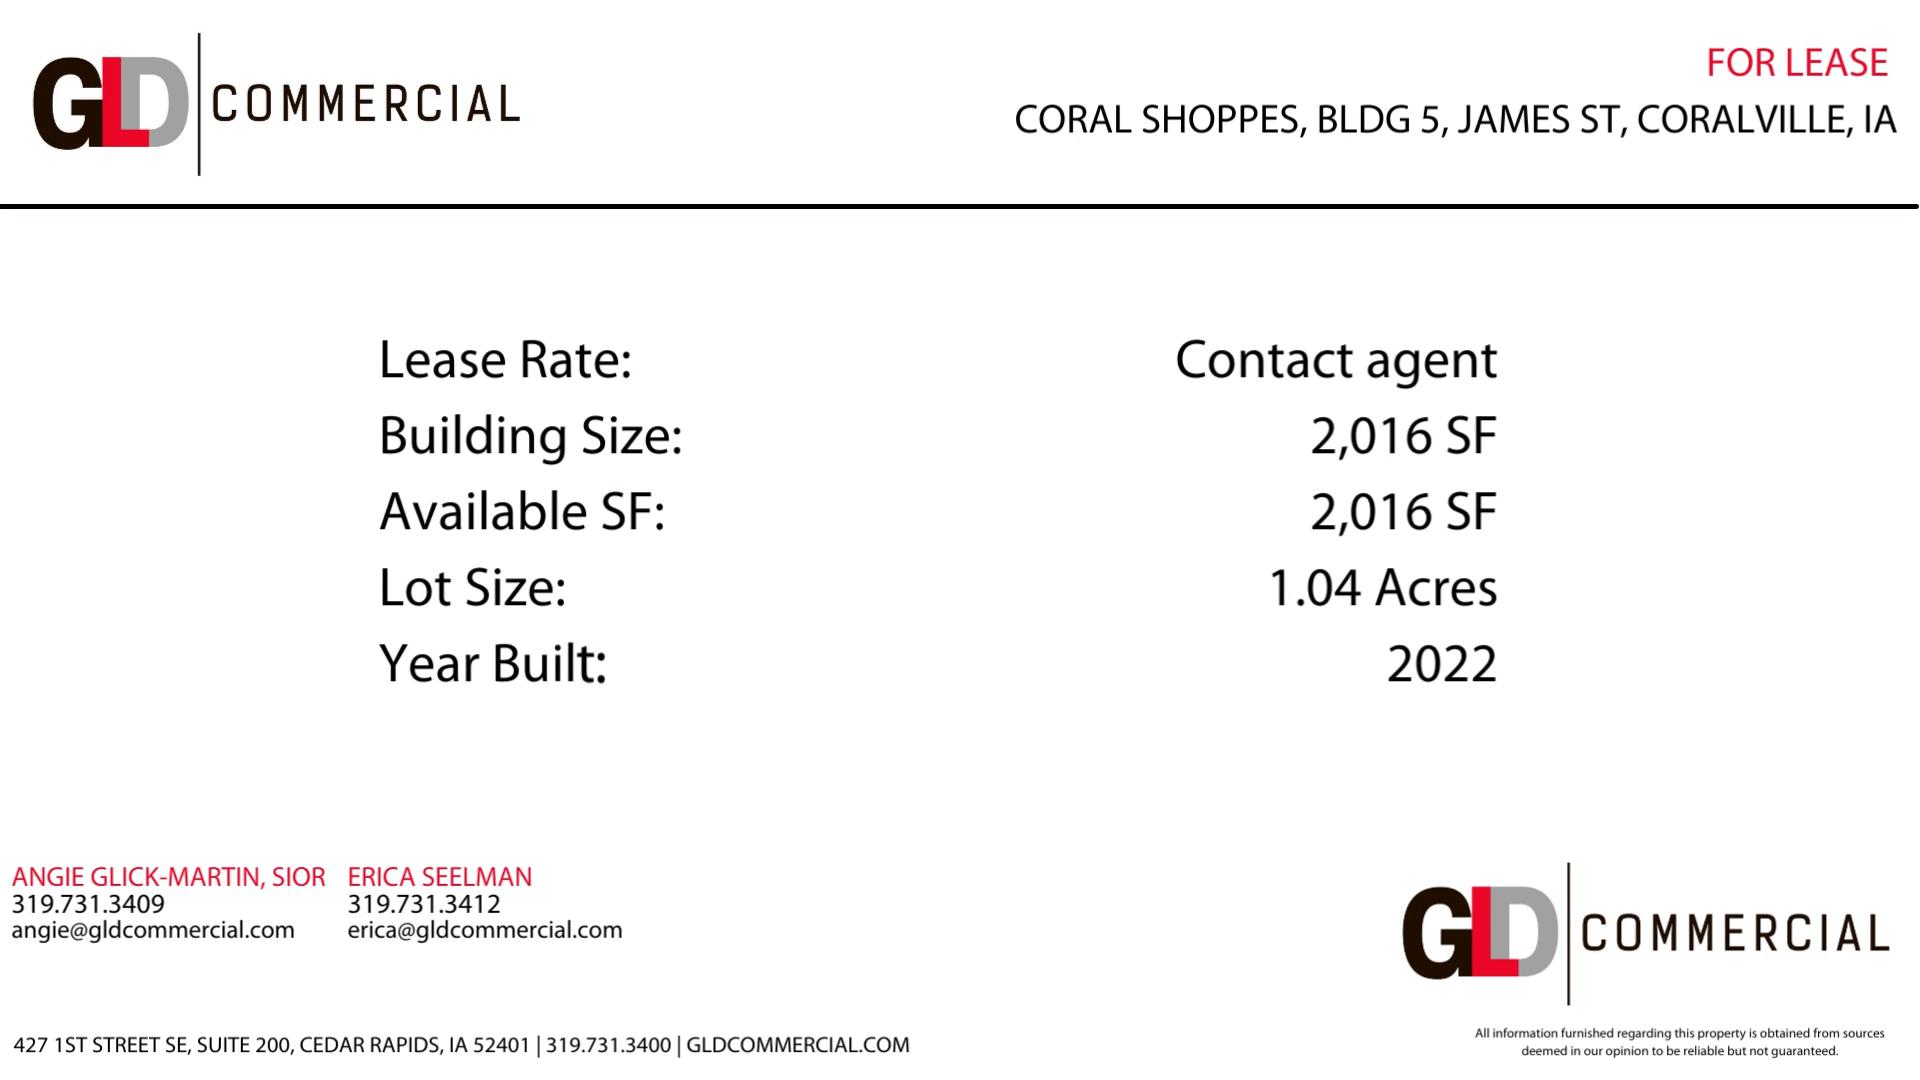 GLD COMMERCIAL
FOR LEASE
CORAL SHOPPES, BLDG 5, JAMES ST, CORALVILLE, IA
Lease Rate: Contact agent
Building Size: 2,016 SF
Available SF: 2,016 SF
Lot Size: 1.04 Acres
Year Built: 2022
ANGIE GLICK-MARTIN, SIOR ERICA SEELMAN
319.731.3409 319.731.3412
angie@gldcommercial.com erica@gldcommercial.com
GLD COMMERCIAL
427 1ST STREET SE, SUITE 200, CEDAR RAPIDS, IA 52401 | 319.731.3400 | GLDCOMMERCIAL.COM
All information furnished regarding this property is obtained from sources
deemed in our opinion to be reliable but not guaranteed.